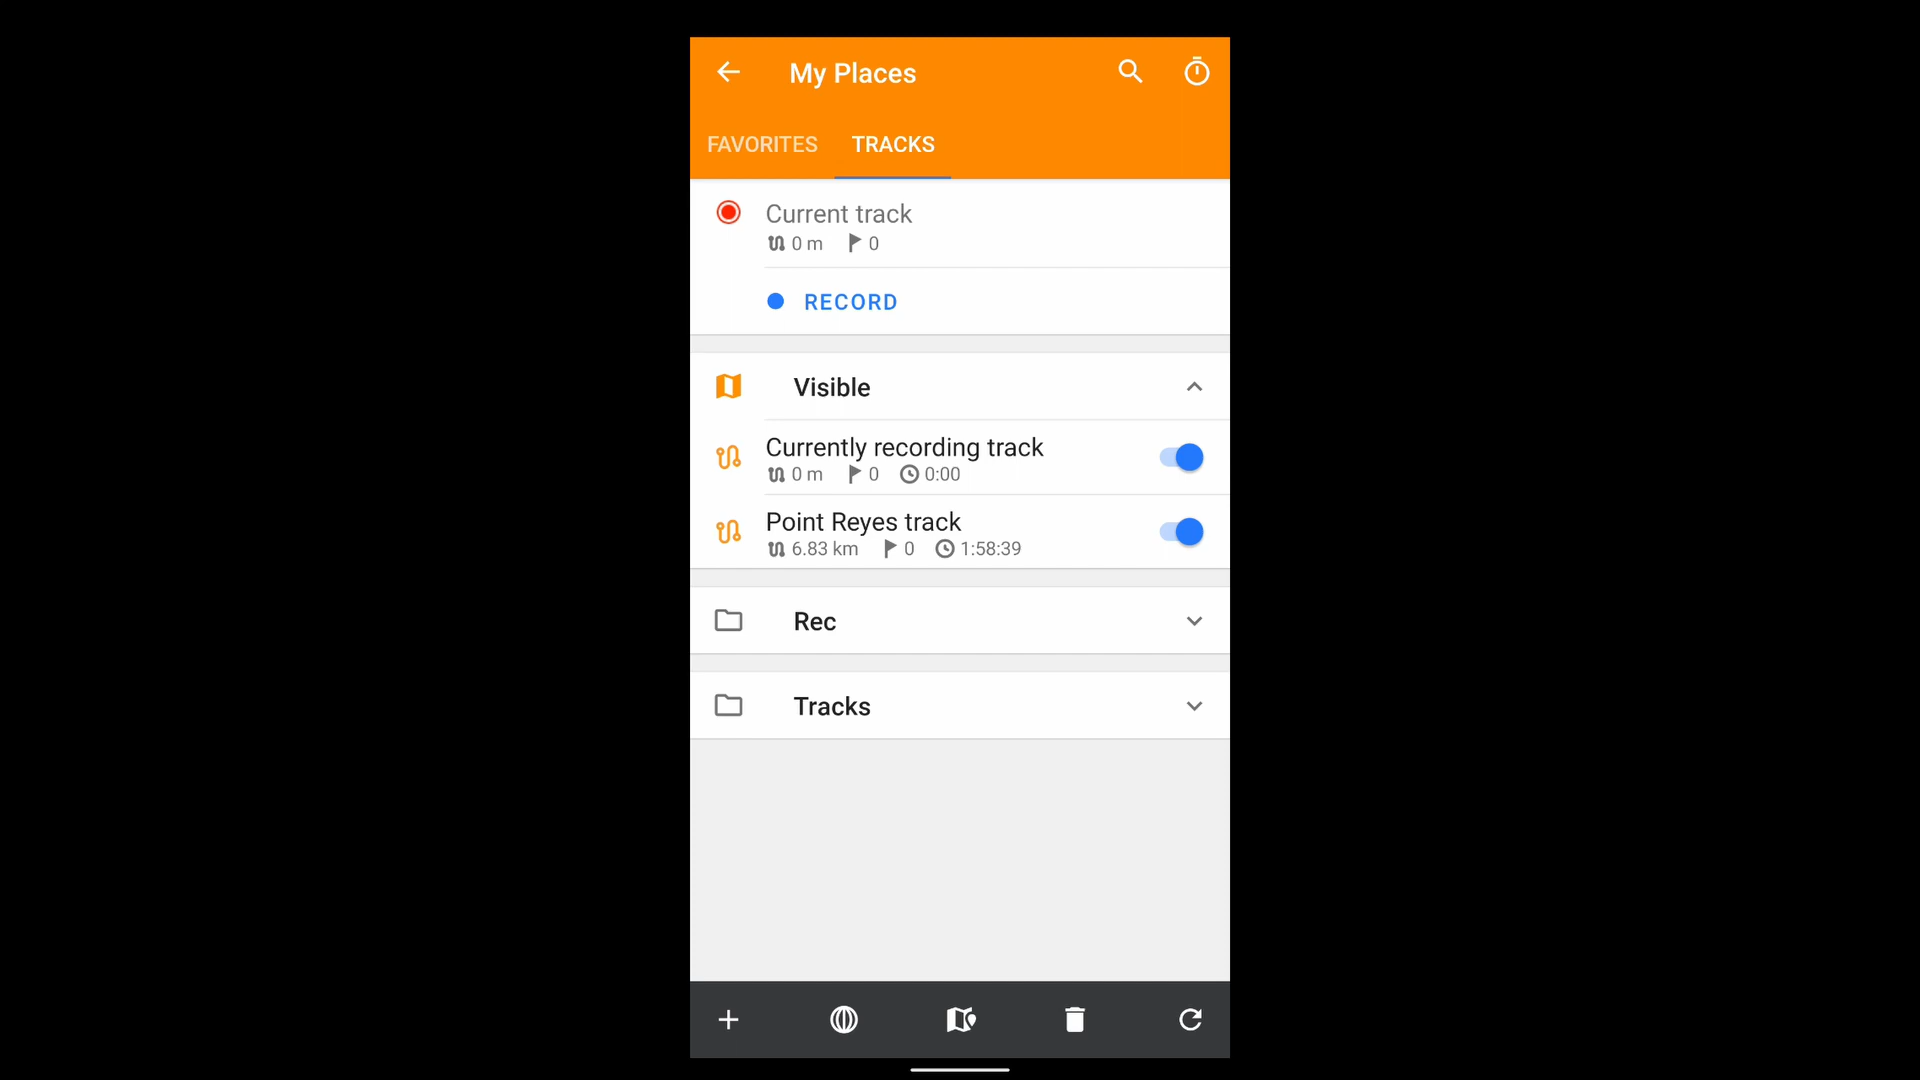 My Places
FAVORITES TRACKS
Current track
0 m 0
RECORD
Visible
Currently recording track
0 m 0 0:00
Point Reyes track
6.83 km 0 1:58:39
Rec
Tracks